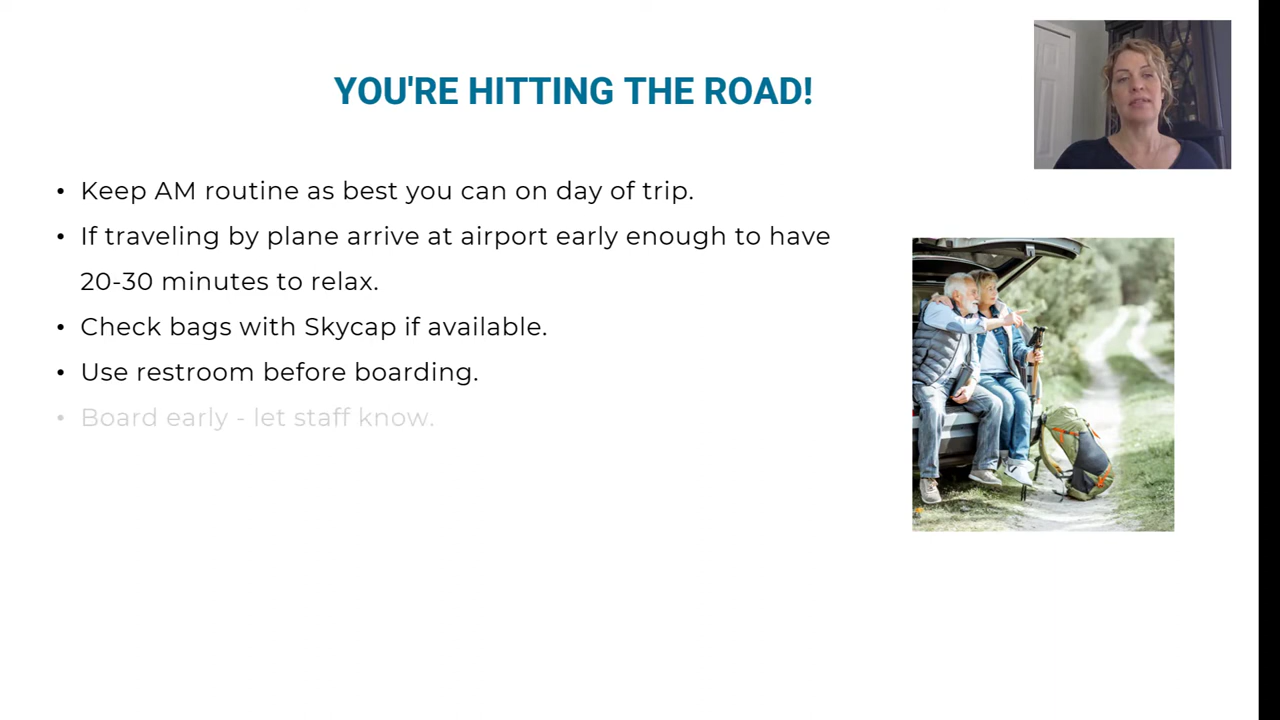 YOU'RE HITTING THE ROAD!
• Keep AM routine as best you can on day of trip.
• If traveling by plane arrive at airport early enough to have
20-30 minutes to relax.
• Check bags with Skycap if available.
• Use restroom before boarding.
• Board early - let staff know.